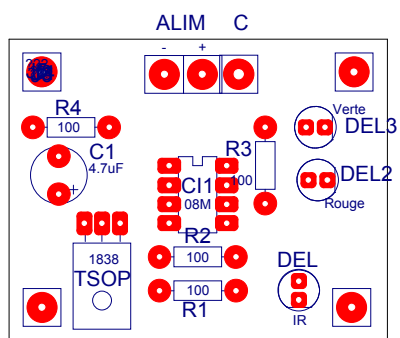 ALIM C
- +
R4
100
C1
4.7uF
+
R3
100
Verte
DEL3
DEL2
Rouge
CI1
08M
1838
TSOP
R2
100
R1
100
DEL
IR